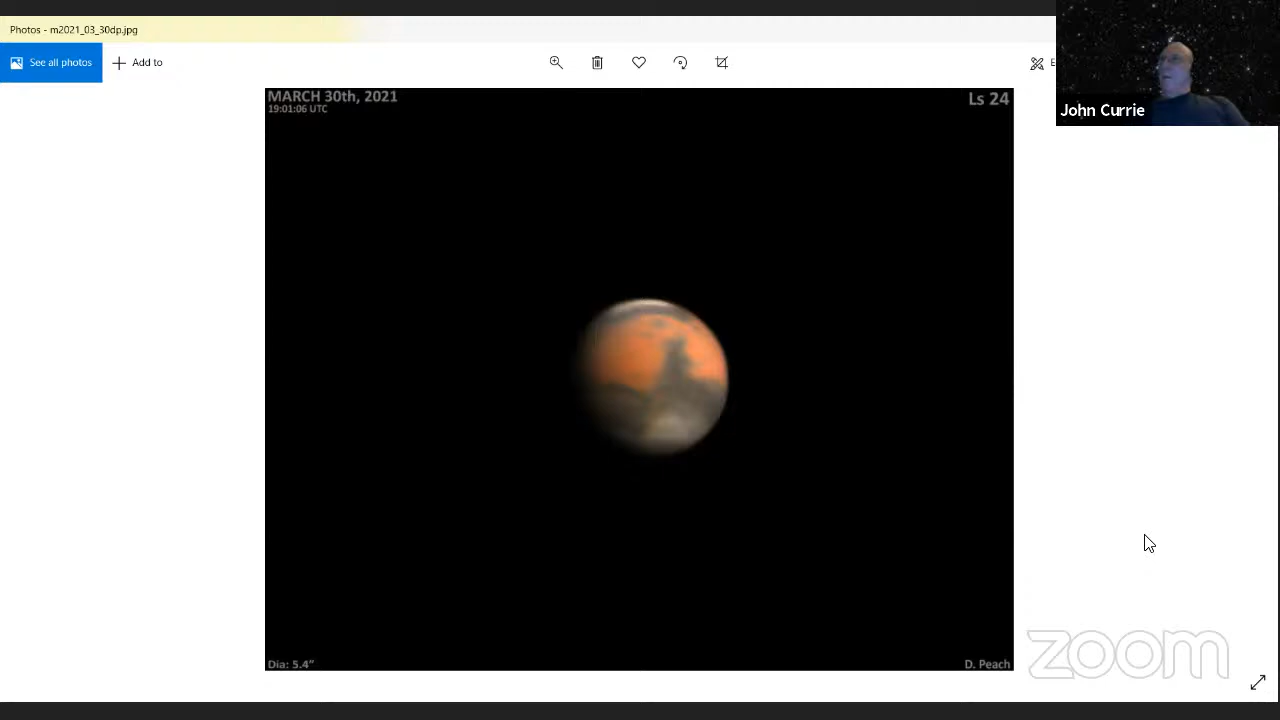 Photos - m2021_03_30dp.jpg
See all photos
Add to
John Currie
MARCH 30th, 2021
Ls 24
19:01:06 UTC
Dia: 5.4”
D. Peach
zoom